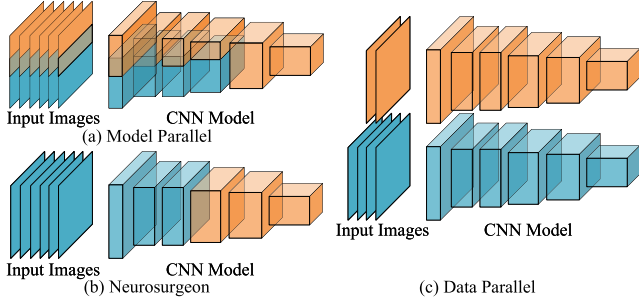 Input Images
CNN Model
(a) Model Parallel
Input Images
CNN Model
(b) Neurosurgeon
Input Images
CNN Model
(c) Data Parallel